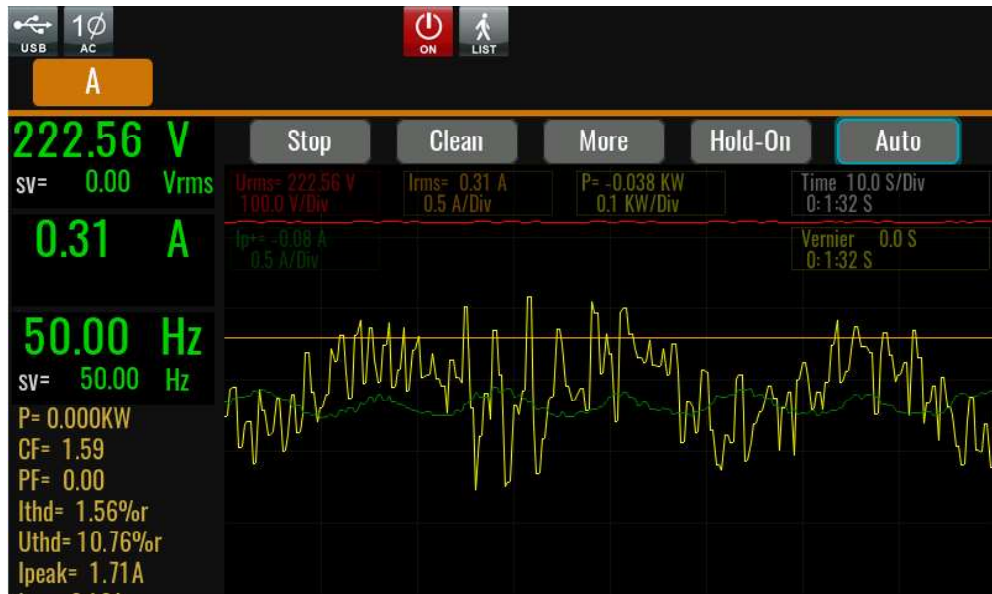 USB
1Ø
AC
ON
LIST
A
222.56 V
sv= 0.00 Vrms
0.31 A
50.00 Hz
sv= 50.00 Hz
P= 0.000KW
CF= 1.59
PF= 0.00
Ithd= 1.56%r
Uthd= 10.76%r
Ipeak= 1.71A
Stop Clean More Hold-On Auto
Urms= 222.56 V
100.0 V/Div
Irms= 0.31 A
0.5 A/Div
P= -0.038 KW
0.1 KW/Div
Time 10.0 S/Div
0: 1:32 S
Ip+= -0.08 A
0.5 A/Div
Vernier 0.0 S
0: 1:32 S